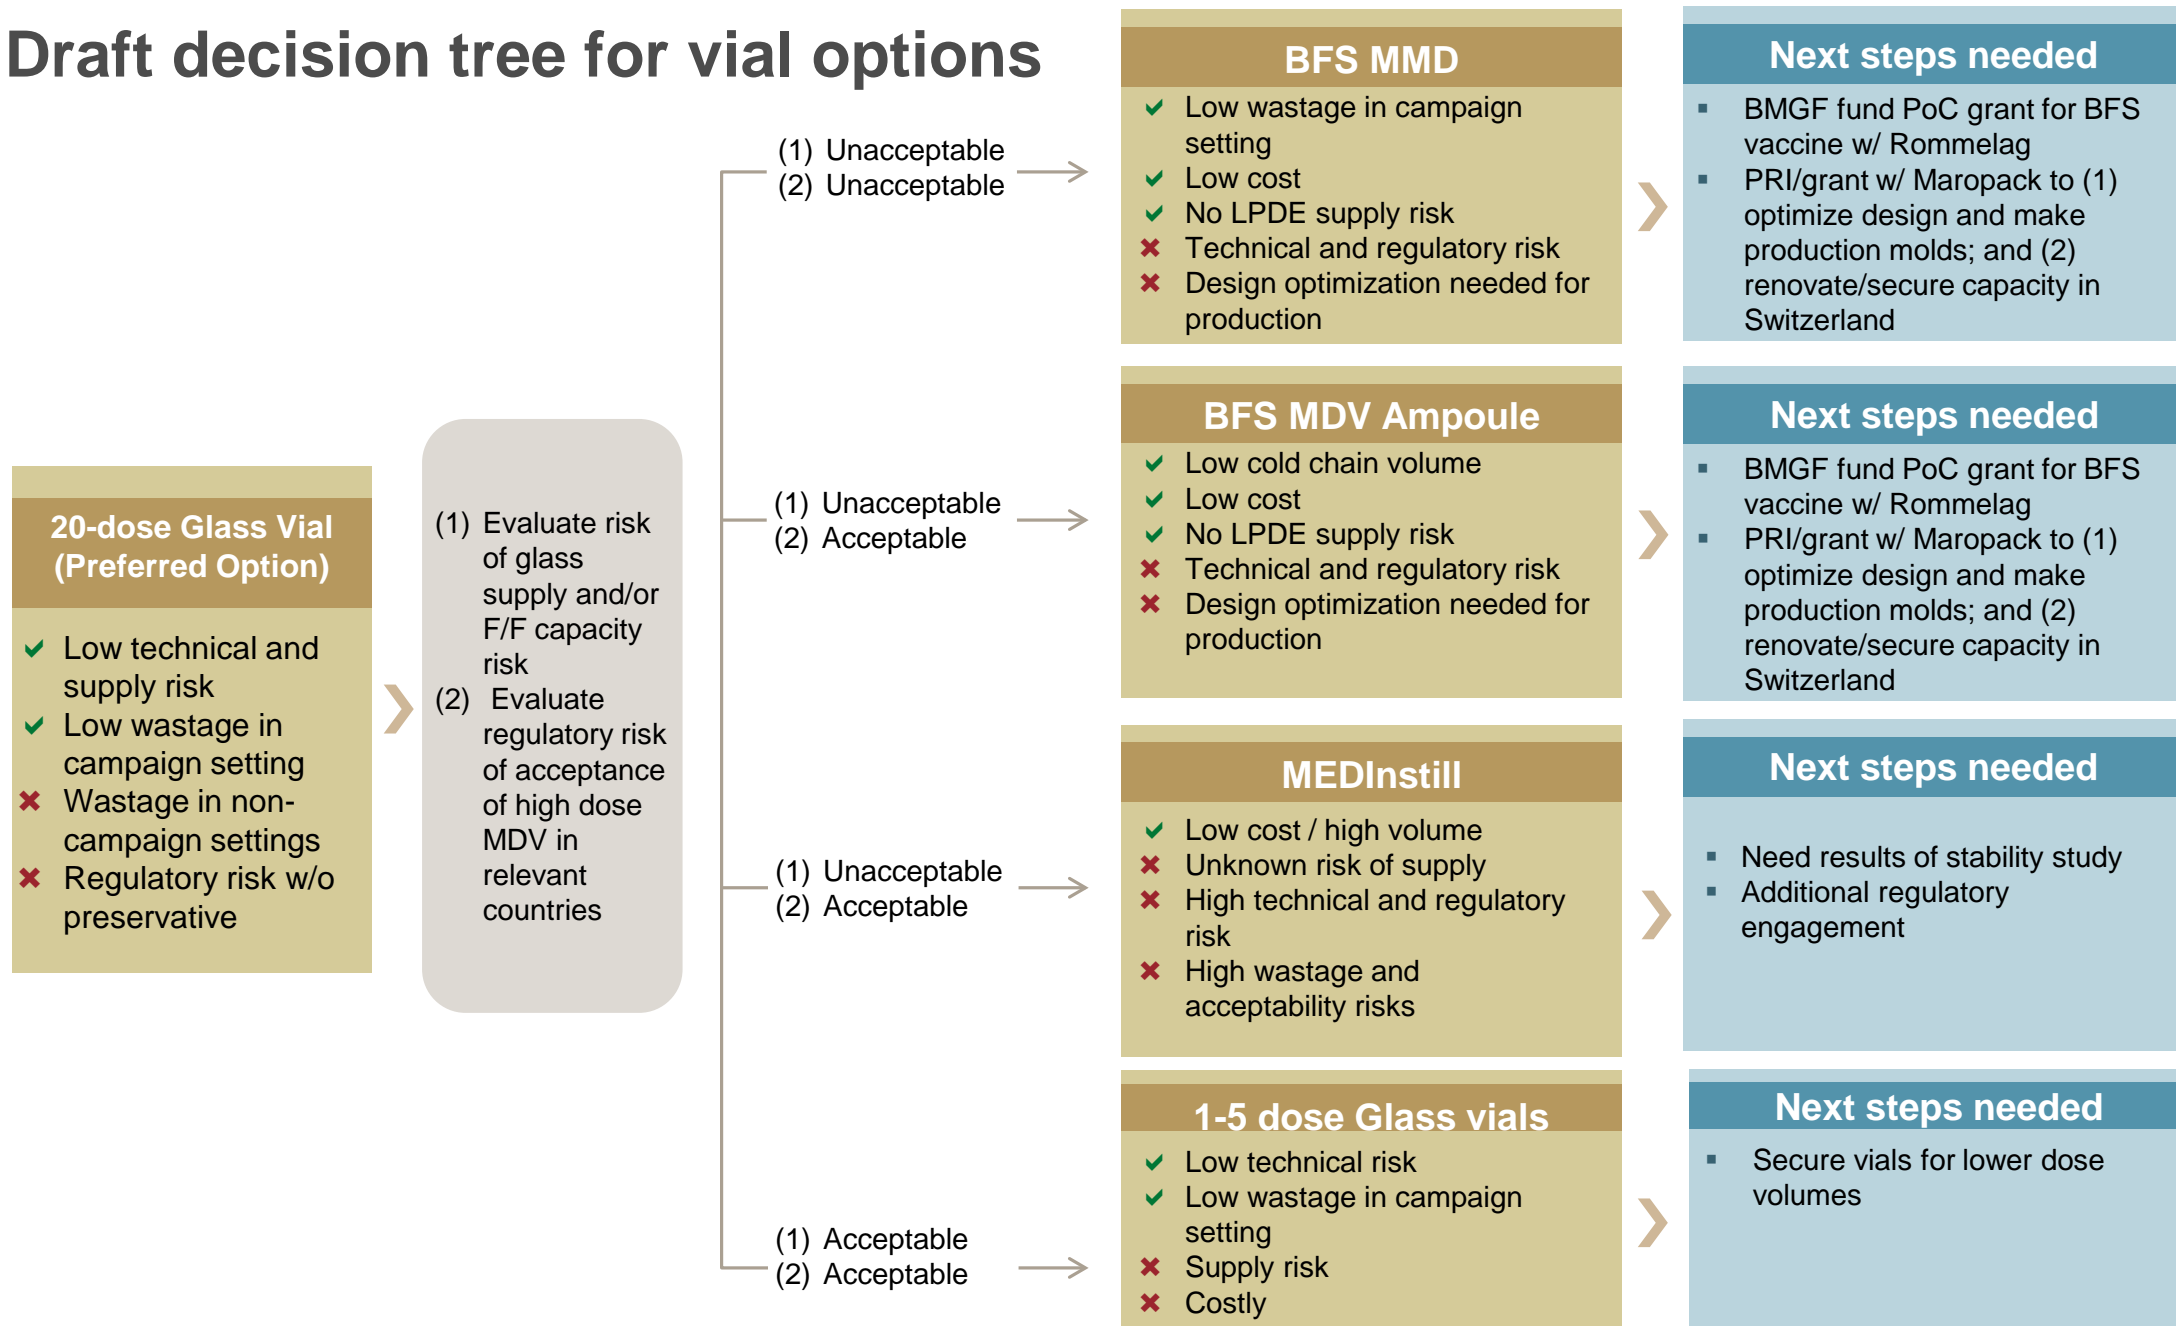 Draft decision tree for vial options
20-dose Glass Vial
(Preferred Option)
Low technical and
supply risk
Low wastage in
campaign setting
Wastage in non-
campaign settings
Regulatory risk w/o
preservative
(1) Evaluate risk
of glass
supply and/or
F/F capacity
risk
(2) Evaluate
regulatory risk
of acceptance
of high dose
MDV in
relevant
countries
(1) Unacceptable
(2) Unacceptable
BFS MMD
Low wastage in campaign
setting
Low cost
No LPDE supply risk
Technical and regulatory risk
Design optimization needed for
production
Next steps needed
BMGF fund PoC grant for BFS
vaccine w/ Rommelag
PRI/grant w/ Maropack to (1)
optimize design and make
production molds; and (2)
renovate/secure capacity in
Switzerland
(1) Unacceptable
(2) Acceptable
BFS MDV Ampoule
Low cold chain volume
Low cost
No LPDE supply risk
Technical and regulatory risk
Design optimization needed for
production
Next steps needed
BMGF fund PoC grant for BFS
vaccine w/ Rommelag
PRI/grant w/ Maropack to (1)
optimize design and make
production molds; and (2)
renovate/secure capacity in
Switzerland
(1) Unacceptable
(2) Acceptable
MEDInstill
Low cost / high volume
Unknown risk of supply
High technical and regulatory
risk
High wastage and
acceptability risks
Next steps needed
Need results of stability study
Additional regulatory
engagement
(1) Acceptable
(2) Acceptable
1-5 dose Glass vials
Low technical risk
Low wastage in campaign
setting
Supply risk
Costly
Next steps needed
Secure vials for lower dose
volumes